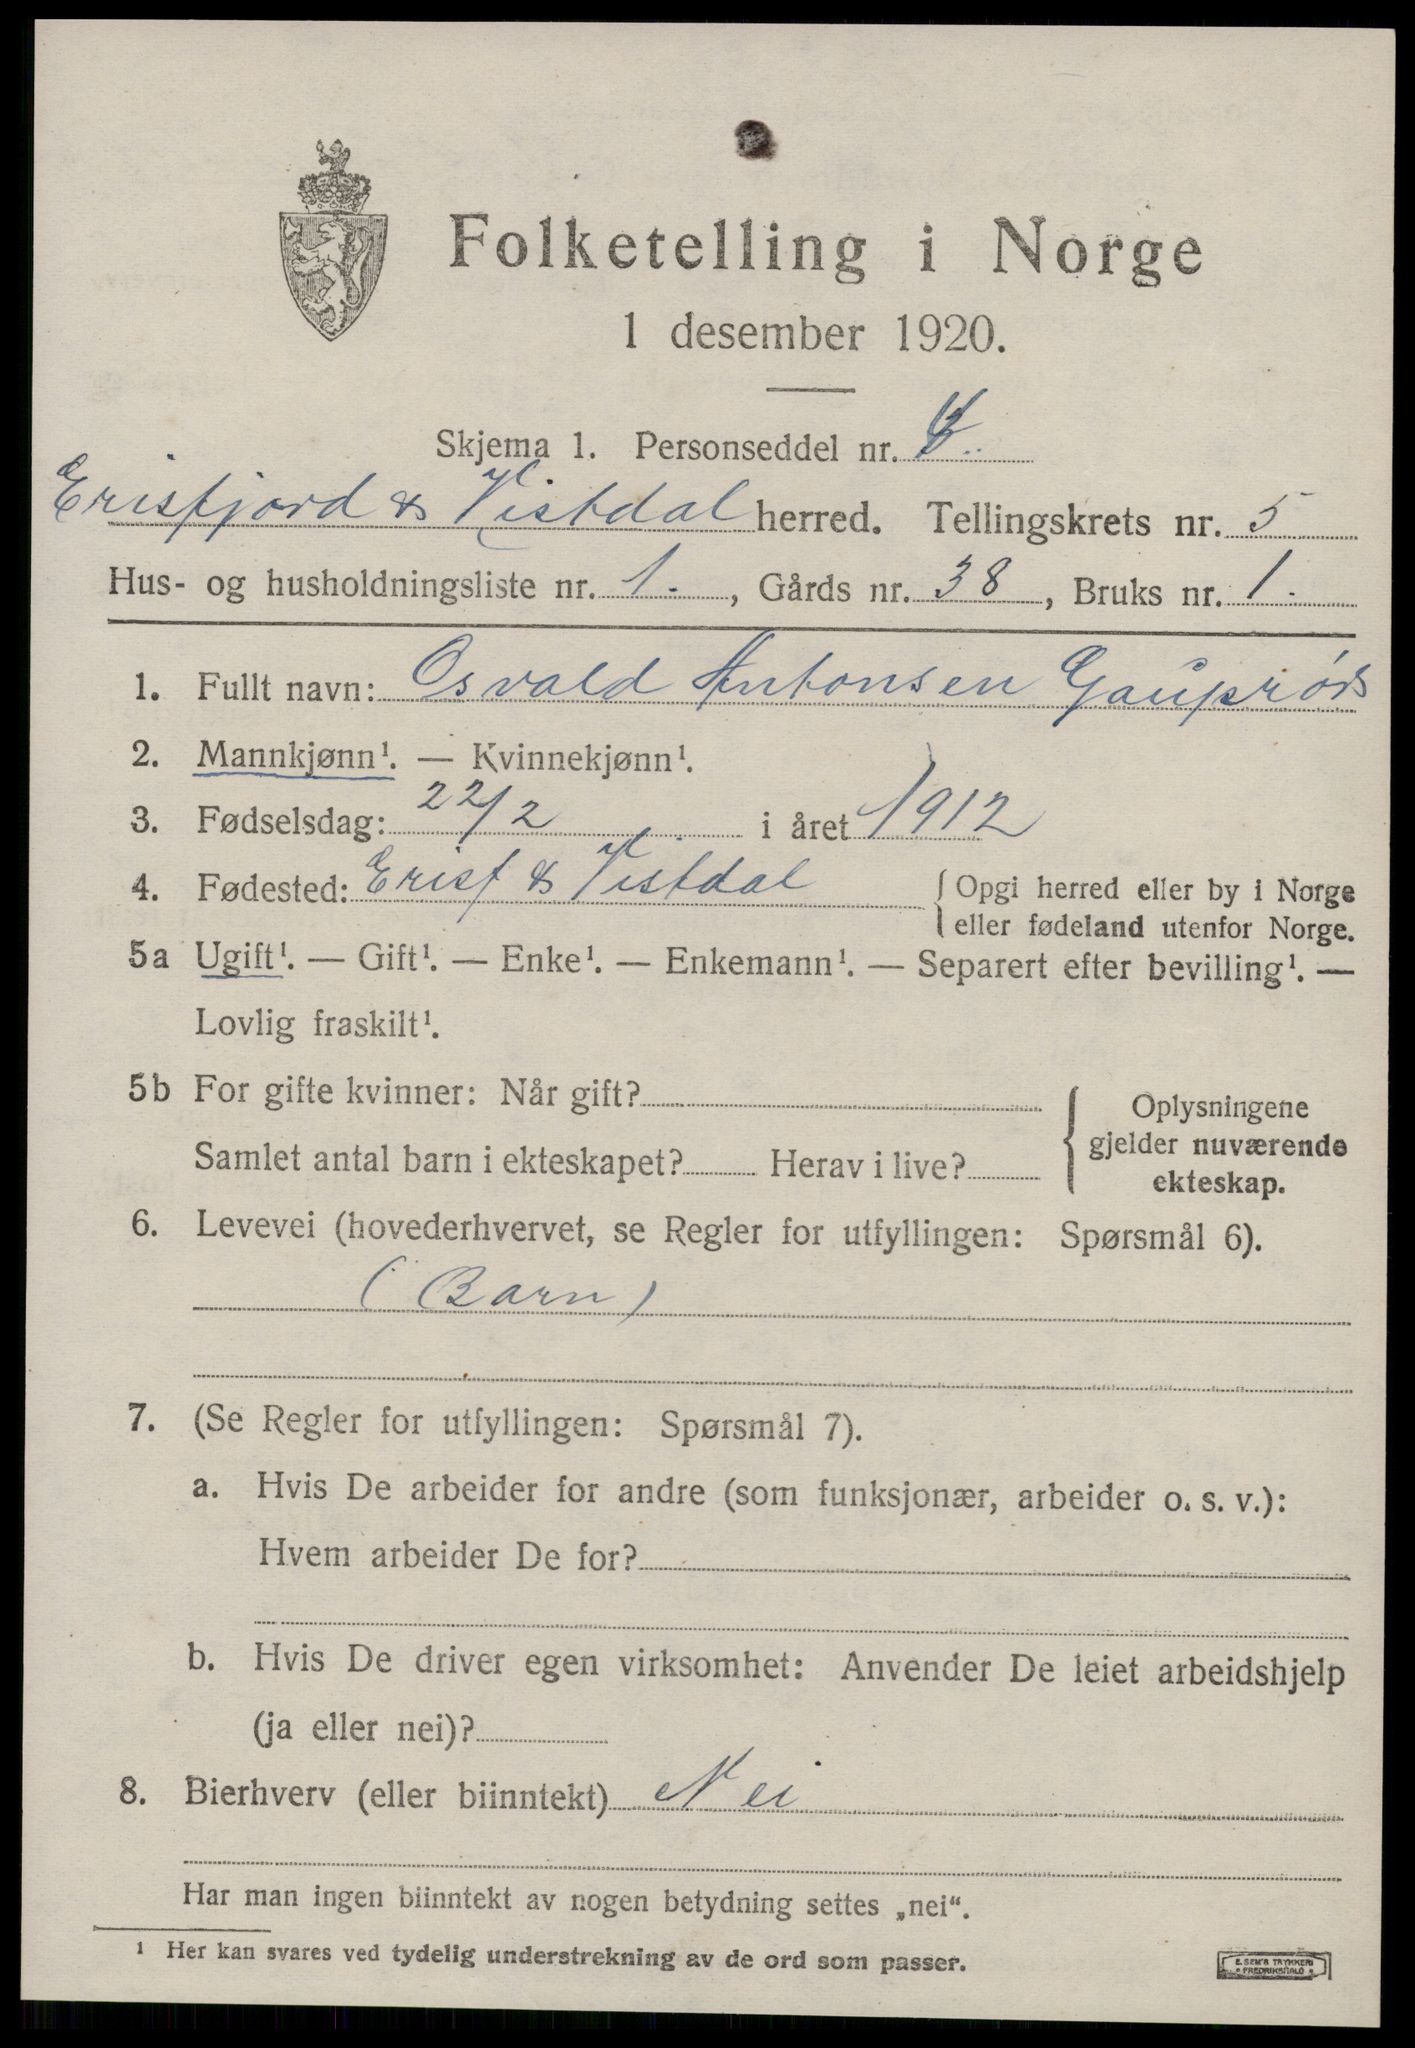 Folketelling i Norge
1 desember 1920.
Skjema 1. Personseddel nr.
Erisfjord & Vistdal herred. Tellingskrets nr. 5
Hus- og husholdningsliste nr. 1. , Gårds nr. 38 , Bruks nr. 1.
1. Fullt navn: Osvald Antonsen Gauprør
2. Mannkjønn¹. — Kvinnekjønn¹.
3. Fødselsdag: 22/2 i året 1912
4. Fødested: Erisf & Vistdal { Opgi herred eller by i Norge
eller fødeland utenfor Norge.
5a Ugift¹. — Gift¹. — Enke¹. — Enkemann¹. — Separert efter bevilling¹. —
Lovlig fraskilt¹.
5b For gifte kvinner: Når gift? { Oplysningene
gjelder nuværende
Samlet antal barn i ekteskapet? Herav i live?
ekteskap.
6. Levevei (hovederhvervet, se Regler for utfyllingen: Spørsmål 6).
(Barn)
7. (Se Regler for utfyllingen: Spørsmål 7).
a. Hvis De arbeider for andre (som funksjonær, arbeider o. s. v.):
Hvem arbeider De for?
b. Hvis De driver egen virksomhet: Anvender De leiet arbeidshjelp
(ja eller nei)?
8. Bierhverv (eller biinntekt) Nei
Har man ingen biinntekt av nogen betydning settes „nei“.
¹ Her kan svares ved tydelig understrekning av de ord som passer.
E. SEM'S TRYKKERI
FREDRIKSHALD